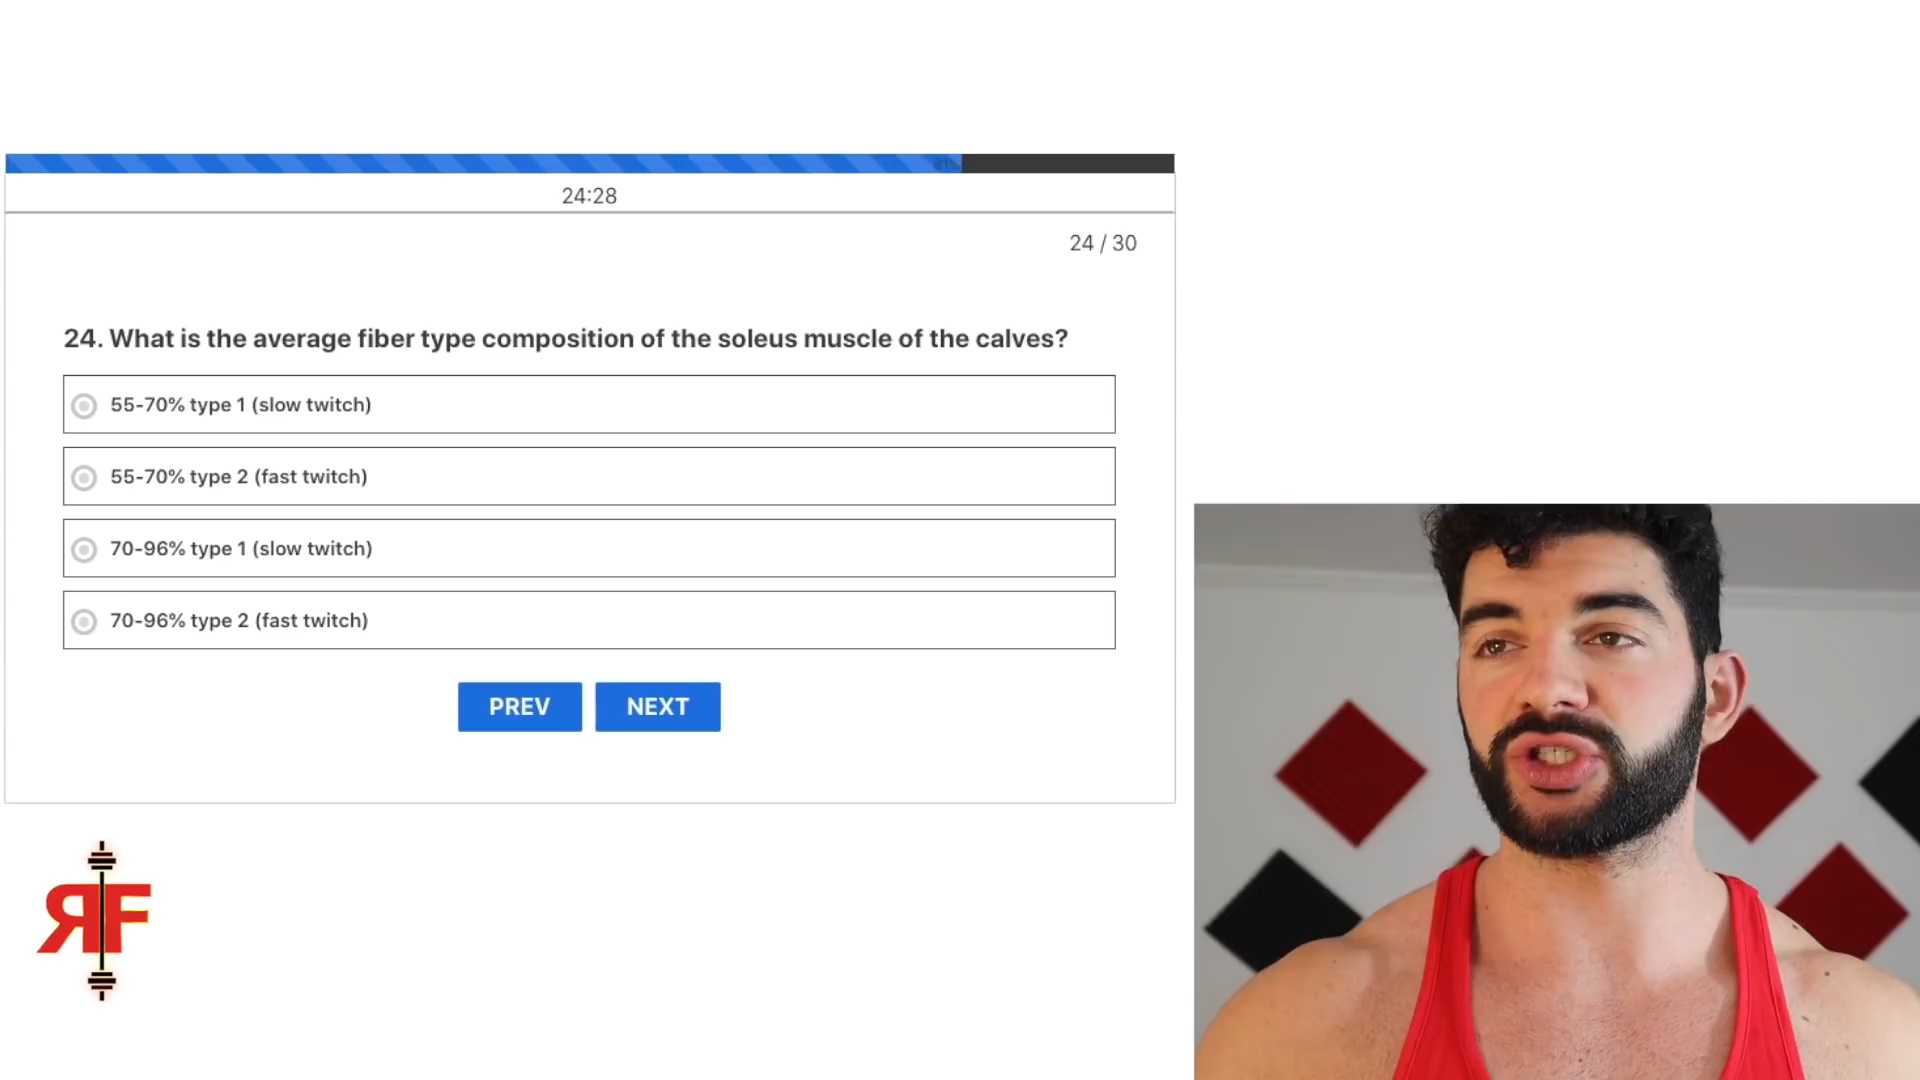 24:28
24 / 30
24. What is the average fiber type composition of the soleus muscle of the calves?
55-70% type 1 (slow twitch)
55-70% type 2 (fast twitch)
70-96% type 1 (slow twitch)
70-96% type 2 (fast twitch)
PREV NEXT
RF